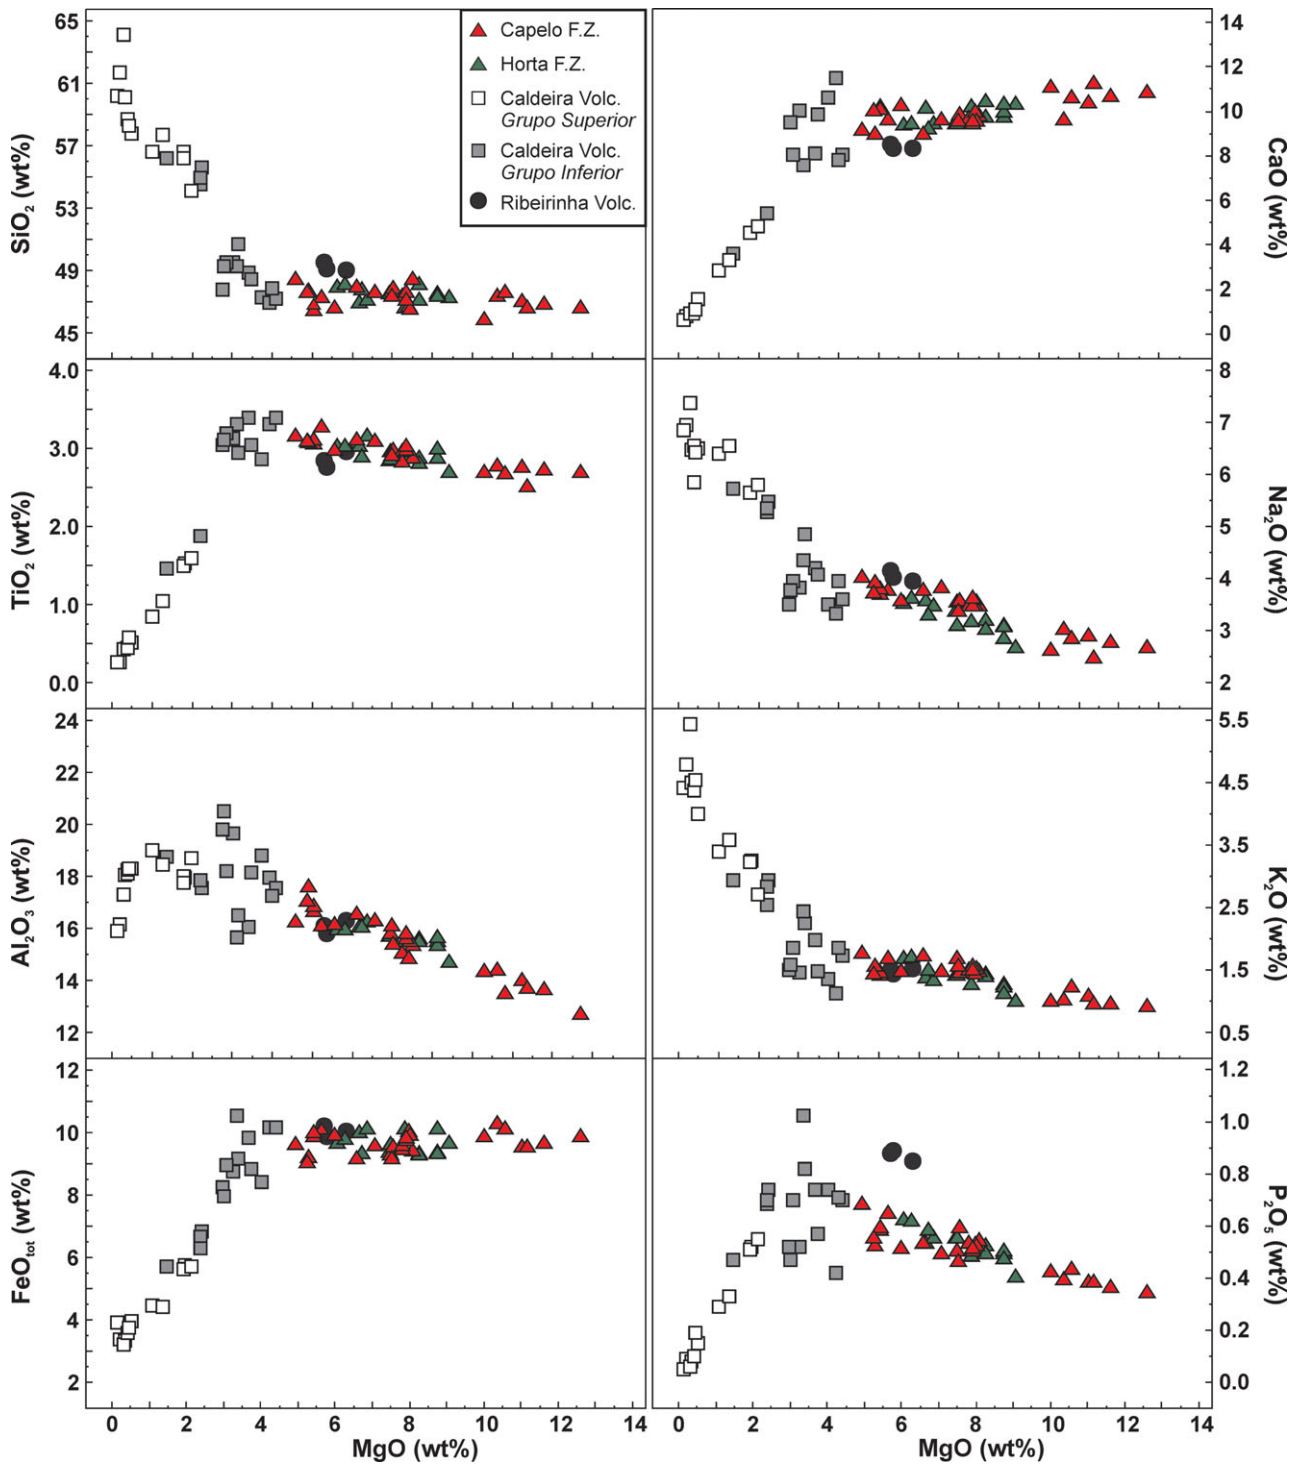 65
61
57
53
49
45
SiO₂ (wt%)
Capelo F.Z.
Horta F.Z.
Caldeira Volc.
Grupo Superior
Caldeira Volc.
Grupo Inferior
Ribeirinha Volc.
14
12
10
8
6
4
2
0
CaO (wt%)
4.0
3.0
2.0
1.0
0.0
TiO₂ (wt%)
8
7
6
5
4
3
2
Na₂O (wt%)
24
22
20
18
16
14
12
Al₂O₃ (wt%)
5.5
4.5
3.5
2.5
1.5
0.5
K₂O (wt%)
12
10
8
6
4
2
FeOtot (wt%)
1.2
1.0
0.8
0.6
0.4
0.2
0.0
P₂O₅ (wt%)
0 2 4 6 8 10 12 14
MgO (wt%)
0 2 4 6 8 10 12 14
MgO (wt%)